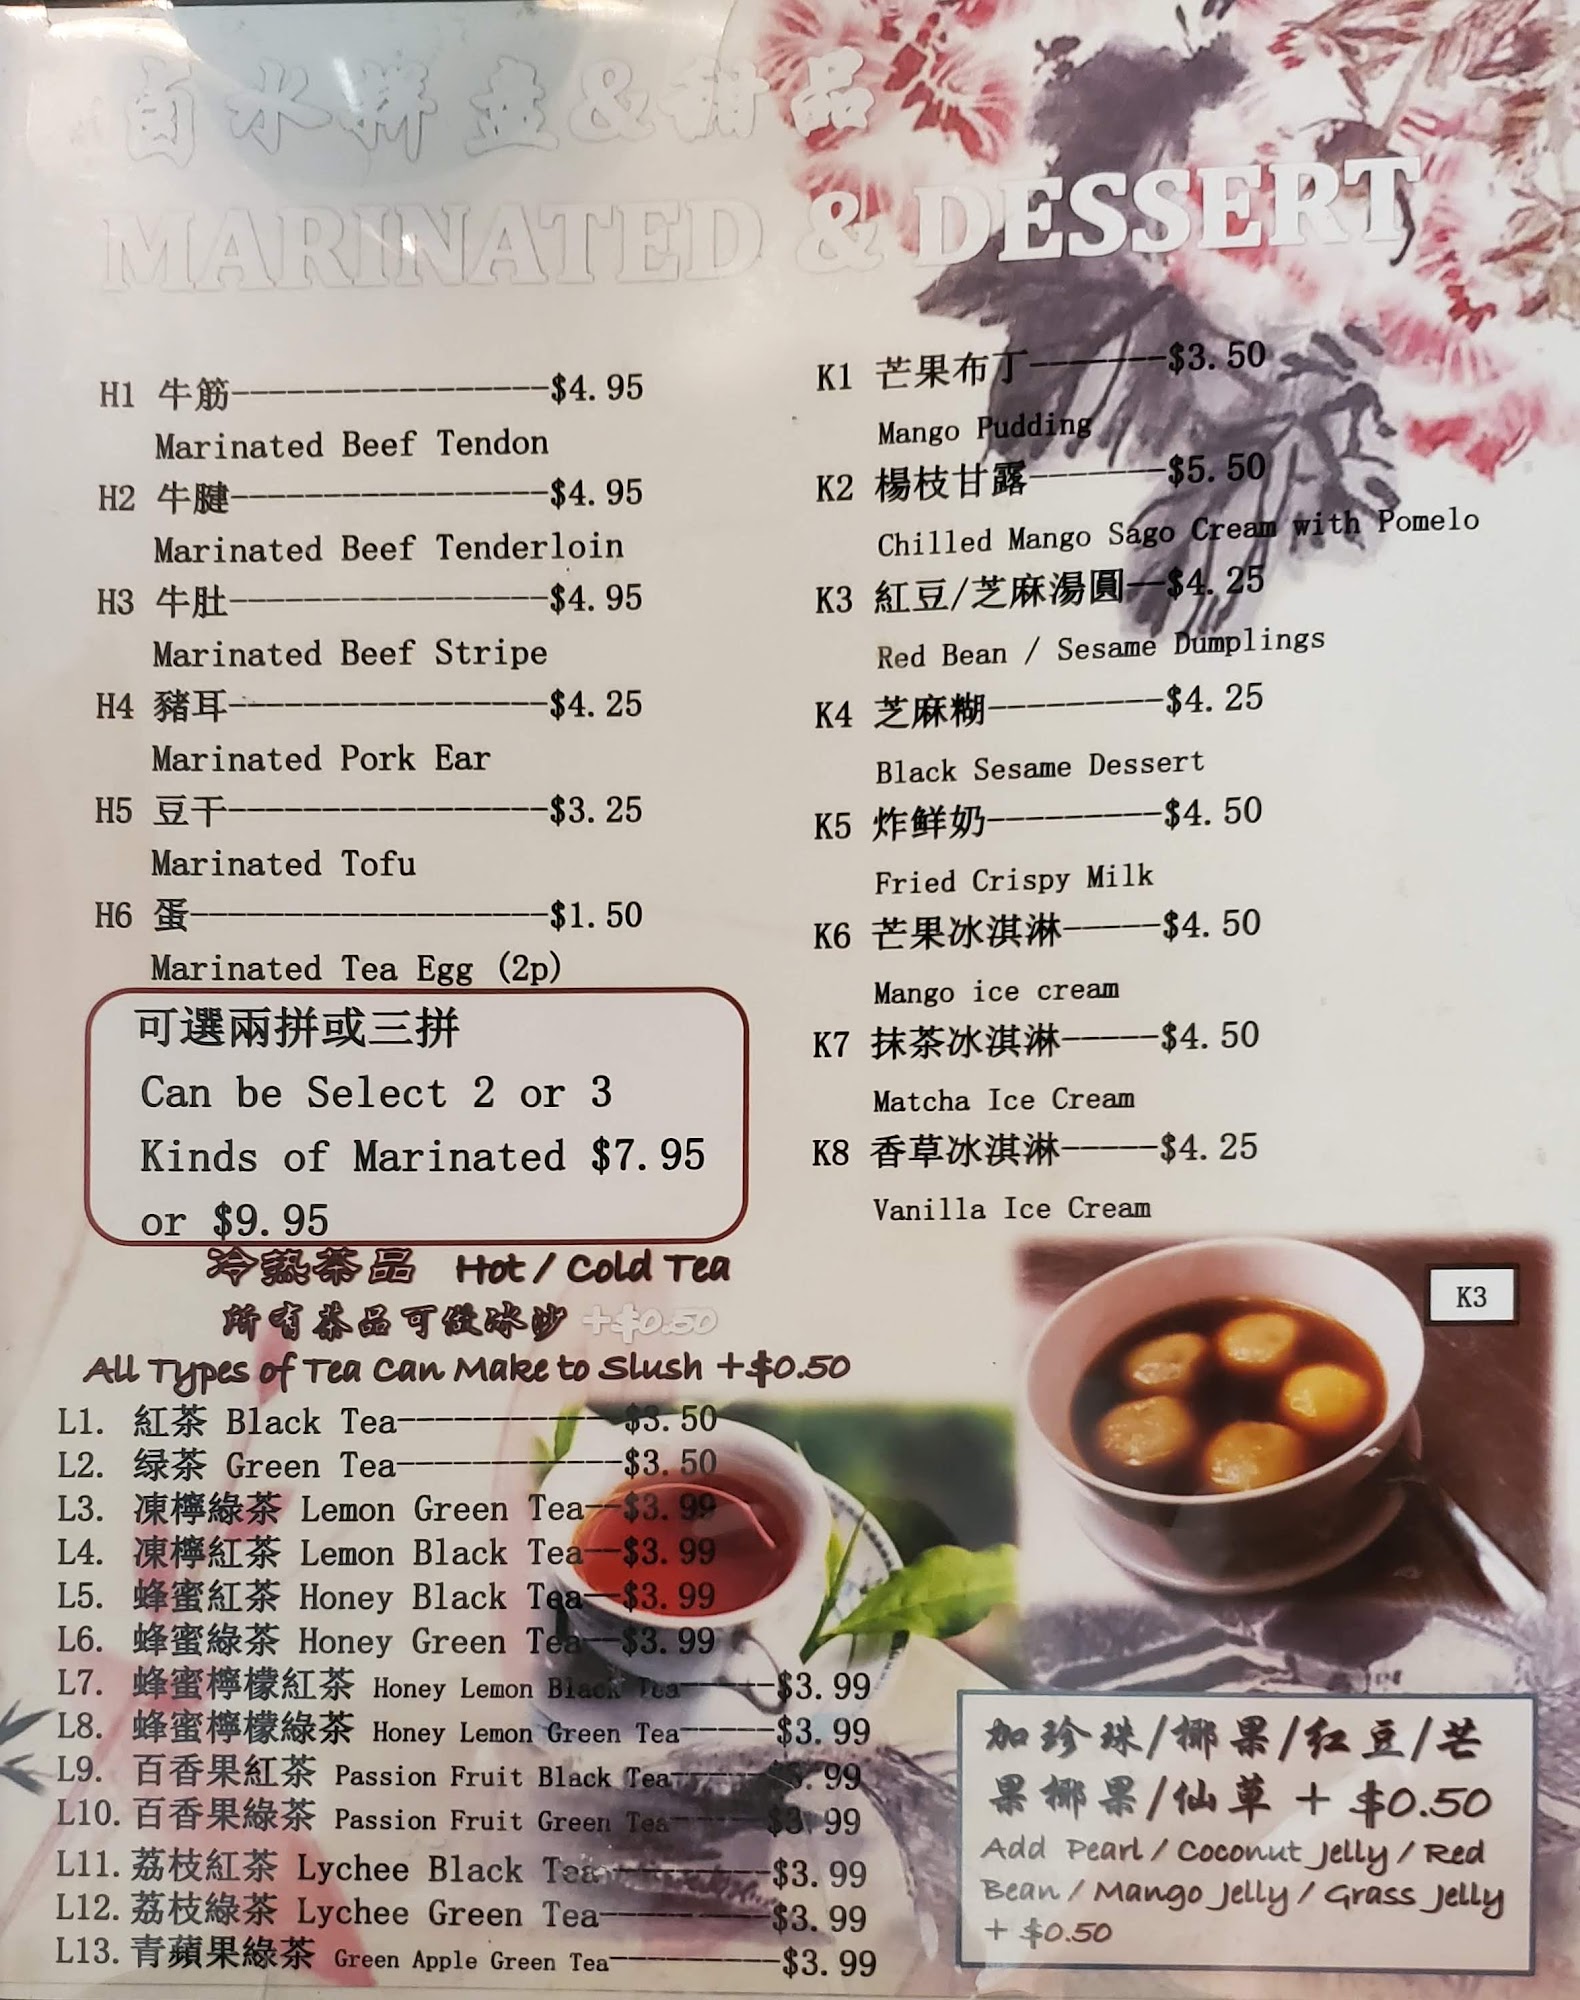 卤水拼盘&甜品
MARINATED & DESSERT
H1 牛筋-----------------$4.95
Marinated Beef Tendon
H2 牛腱-----------------$4.95
Marinated Beef Tenderloin
H3 牛肚-----------------$4.95
Marinated Beef Stripe
H4 豬耳-----------------$4.25
Marinated Pork Ear
H5 豆干-----------------$3.25
Marinated Tofu
H6 蛋-------------------$1.50
Marinated Tea Egg (2p)
可選兩拼或三拼
Can be Select 2 or 3
Kinds of Marinated $7.95
or $9.95
K1 芒果布丁-------$3.50
Mango Pudding
K2 楊枝甘露-------$5.50
Chilled Mango Sago Cream with Pomelo
K3 紅豆/芝麻湯圓--$4.25
Red Bean / Sesame Dumplings
K4 芝麻糊---------$4.25
Black Sesame Dessert
K5 炸鲜奶---------$4.50
Fried Crispy Milk
K6 芒果冰淇淋-----$4.50
Mango ice cream
K7 抹茶冰淇淋-----$4.50
Matcha Ice Cream
K8 香草冰淇淋-----$4.25
Vanilla Ice Cream
K3
冷熱茶品 Hot / Cold Tea
所有茶品可做冰沙 +$0.50
All Types of Tea Can Make to Slush +$0.50
L1. 紅茶 Black Tea------------$3.50
L2. 绿茶 Green Tea------------$3.50
L3. 凍檸綠茶 Lemon Green Tea--$3.99
L4. 凍檸紅茶 Lemon Black Tea--$3.99
L5. 蜂蜜紅茶 Honey Black Tea--$3.99
L6. 蜂蜜綠茶 Honey Green Tea--$3.99
L7. 蜂蜜檸檬紅茶 Honey Lemon Black Tea-----$3.99
L8. 蜂蜜檸檬綠茶 Honey Lemon Green Tea-----$3.99
L9. 百香果紅茶 Passion Fruit Black Tea-----$3.99
L10. 百香果綠茶 Passion Fruit Green Tea-----$3.99
L11. 荔枝紅茶 Lychee Black Tea---------$3.99
L12. 荔枝綠茶 Lychee Green Tea---------$3.99
L13. 青蘋果綠茶 Green Apple Green Tea---------$3.99
加珍珠/椰果/红豆/芒
果椰果/仙草 + $0.50
Add Pearl / Coconut Jelly / Red
Bean / Mango Jelly / Grass Jelly
+ $0.50